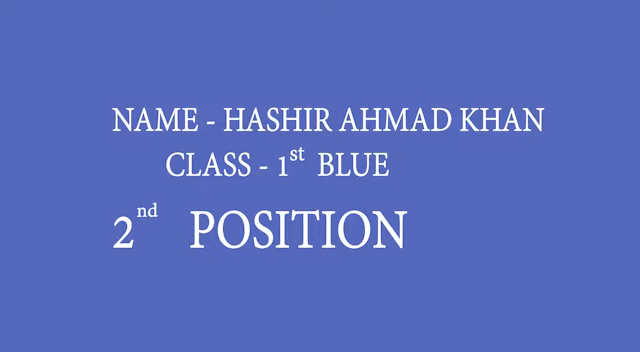 NAME - HASHIR AHMAD KHAN
CLASS - 1st BLUE
2nd POSITION